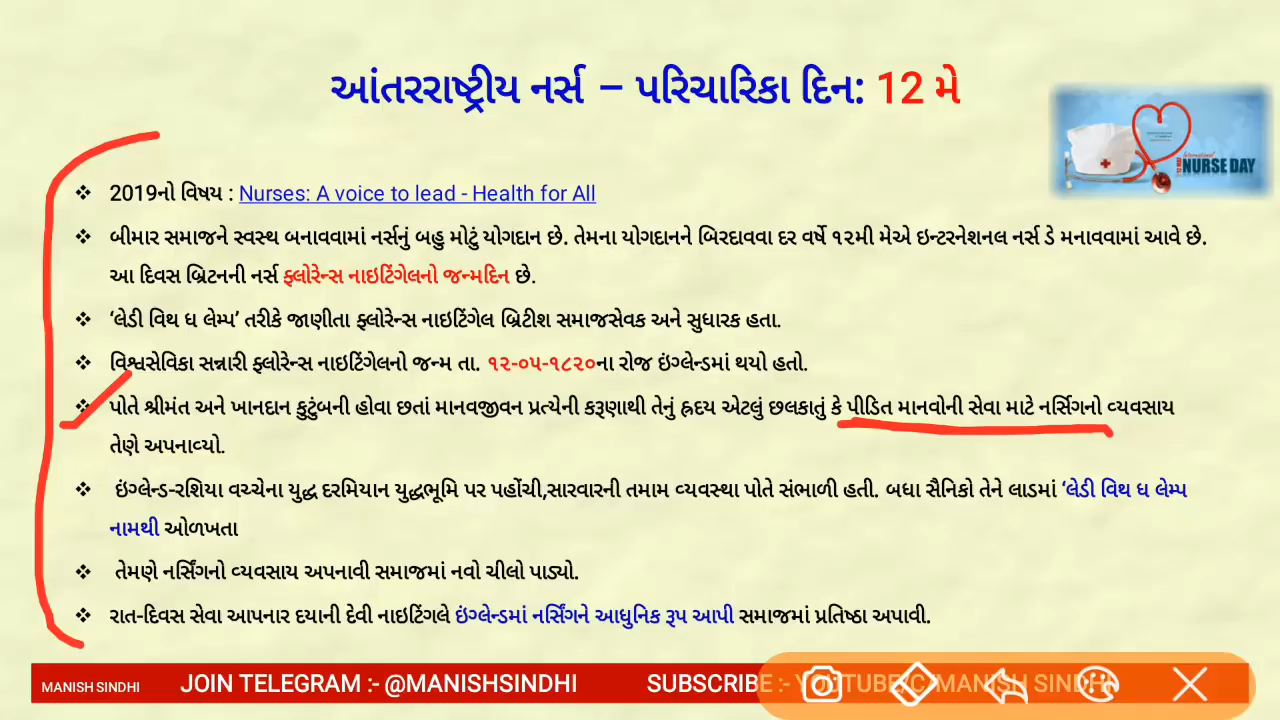 આંતરરાષ્ટ્રીય નર્સ – પરિચારિકા દિન: 12 મે
NURSE DAY
❖ 2019નો વિષય : Nurses: A voice to lead - Health for All
❖ બીમાર સમાજને સ્વસ્થ બનાવવામાં નર્સનું બહુ મોટું યોગદાન છે. તેમના યોગદાનને બિરદાવવા દર વર્ષે ૧૨મી મેએ ઇન્ટરનેશનલ નર્સ ડે મનાવવામાં આવે છે.
આ દિવસ બ્રિટનની નર્સ ફ્લોરેન્સ નાઇટિંગેલનો જન્મદિન છે.
❖ ‘લેડી વિથ ધ લેમ્પ’ તરીકે જાણીતા ફ્લોરેન્સ નાઇટિંગેલ બ્રિટીશ સમાજસેવક અને સુધારક હતા.
❖ વિશ્વસેવિકા સન્નારી ફ્લોરેન્સ નાઇટિંગેલનો જન્મ તા. ૧૨-૦૫-૧૮૨૦ના રોજ ઇંગ્લેન્ડમાં થયો હતો.
❖ પોતે શ્રીમંત અને ખાનદાન કુટુંબની હોવા છતાં માનવજીવન પ્રત્યેની કરૂણાથી તેનું હ્રદય એટલું છલકાતું કે પીડિત માનવોની સેવા માટે નર્સિગનો વ્યવસાય
તેણે અપનાવ્યો.
❖ ઇંગ્લેન્ડ-રશિયા વચ્ચેના યુદ્ધ દરમિયાન યુદ્ધભૂમિ પર પહોંચી,સારવારની તમામ વ્યવસ્થા પોતે સંભાળી હતી. બધા સૈનિકો તેને લાડમાં ‘લેડી વિથ ધ લેમ્પ
નામથી ઓળખતા
❖ તેમણે નર્સિંગનો વ્યવસાય અપનાવી સમાજમાં નવો ચીલો પાડ્યો.
❖ રાત-દિવસ સેવા આપનાર દયાની દેવી નાઇટિંગલે ઇંગ્લેન્ડમાં નર્સિંગને આધુનિક રૂપ આપી સમાજમાં પ્રતિષ્ઠા અપાવી.
MANISH SINDHI JOIN TELEGRAM :- @MANISHSINDHI SUBSCRIBE :- YOUTUBE/C/MANISH SINDHI